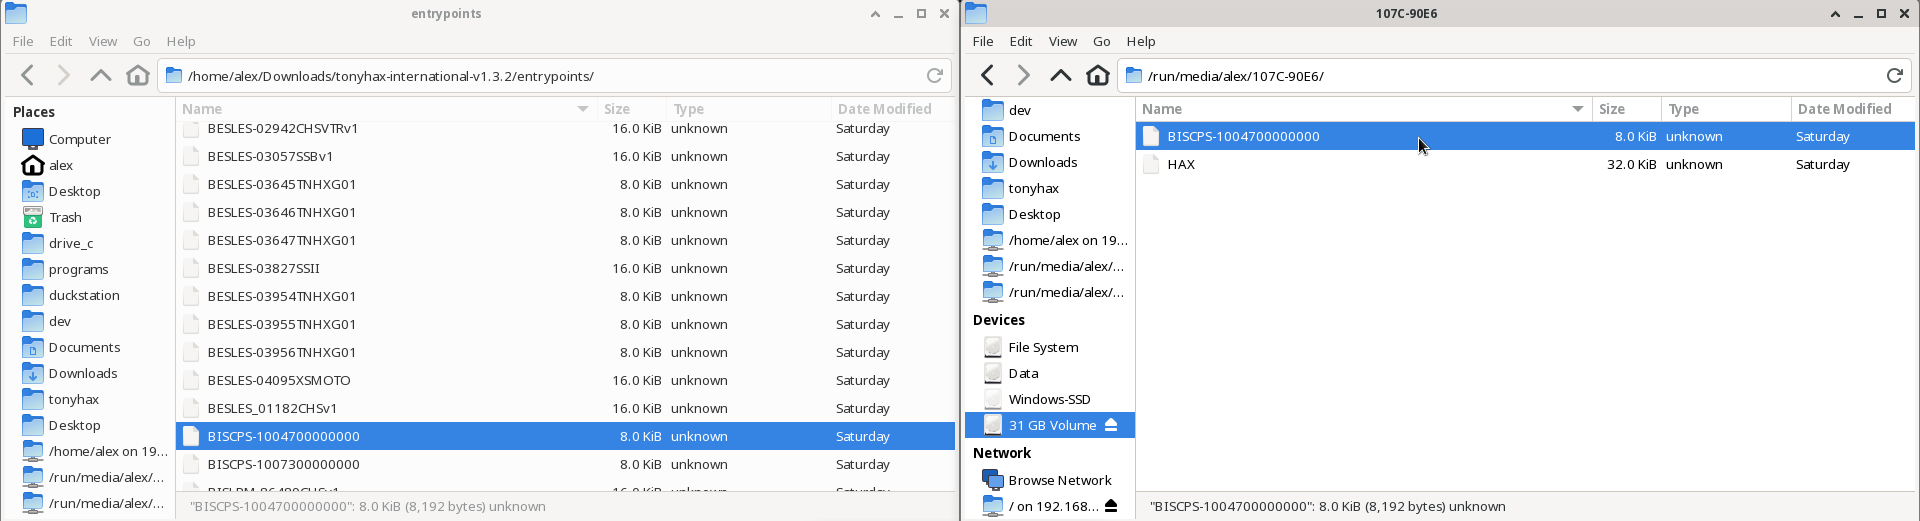 entrypoints
File Edit View Go Help
/home/alex/Downloads/tonyhax-international-v1.3.2/entrypoints/
Places
Computer
alex
Desktop
Trash
drive_c
programs
duckstation
dev
Documents
Downloads
tonyhax
Desktop
/home/alex on 19...
/run/media/alex/...
/run/media/alex/...
Name Size Type Date Modified
BESLES-02942CHSVTRv1 16.0 KiB unknown Saturday
BESLES-03057SSBv1 16.0 KiB unknown Saturday
BESLES-03645TNHXG01 8.0 KiB unknown Saturday
BESLES-03646TNHXG01 8.0 KiB unknown Saturday
BESLES-03647TNHXG01 8.0 KiB unknown Saturday
BESLES-03827SSII 16.0 KiB unknown Saturday
BESLES-03954TNHXG01 8.0 KiB unknown Saturday
BESLES-03955TNHXG01 8.0 KiB unknown Saturday
BESLES-03956TNHXG01 8.0 KiB unknown Saturday
BESLES-04095XSMOTO 16.0 KiB unknown Saturday
BESLES_01182CHSv1 16.0 KiB unknown Saturday
BISCPS-1004700000000 8.0 KiB unknown Saturday
BISCPS-1007300000000 8.0 KiB unknown Saturday
16.0 KiB unknown Saturday
"BISCPS-1004700000000": 8.0 KiB (8,192 bytes) unknown
107C-90E6
File Edit View Go Help
/run/media/alex/107C-90E6/
dev
Documents
Downloads
tonyhax
Desktop
/home/alex on 19...
/run/media/alex/...
/run/media/alex/...
Devices
File System
Data
Windows-SSD
31 GB Volume
Network
Browse Network
/ on 192.168...
Name Size Type Date Modified
BISCPS-1004700000000 8.0 KiB unknown Saturday
HAX 32.0 KiB unknown Saturday
"BISCPS-1004700000000": 8.0 KiB (8,192 bytes) unknown